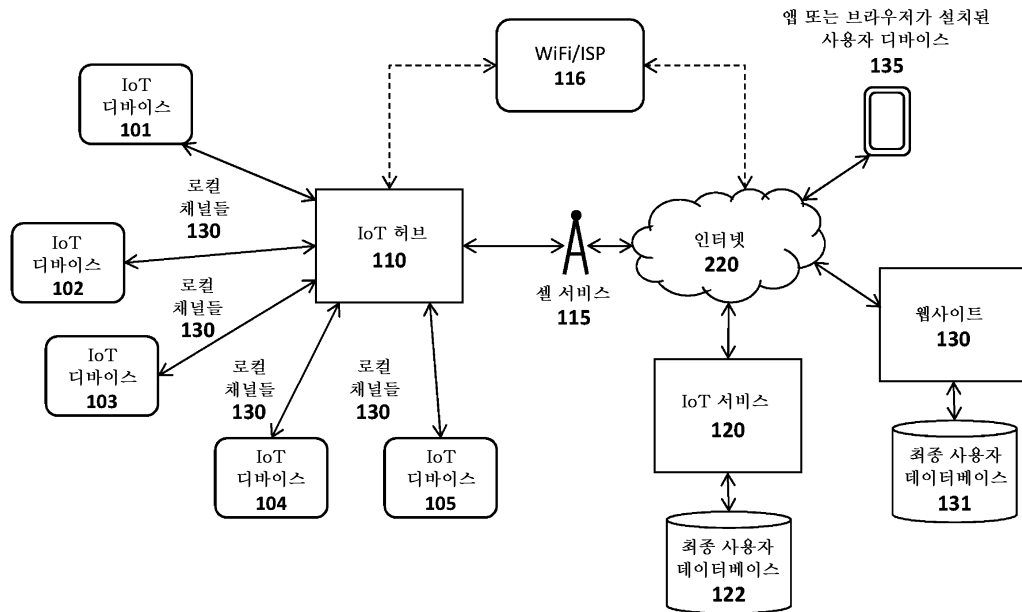 앱 또는 브라우저가 설치된
사용자 디바이스
135
WiFi/ISP
116
IoT
디바이스
101
로컬
채널들
130
IoT 허브
110
인터넷
220
IoT
디바이스
102
셀 서비스
115
로컬
채널들
130
웹사이트
130
IoT
디바이스
103
로컬
채널들
130
로컬
채널들
130
IoT 서비스
120
IoT
디바이스
104
IoT
디바이스
105
최종 사용자
데이터베이스
131
최종 사용자
데이터베이스
122